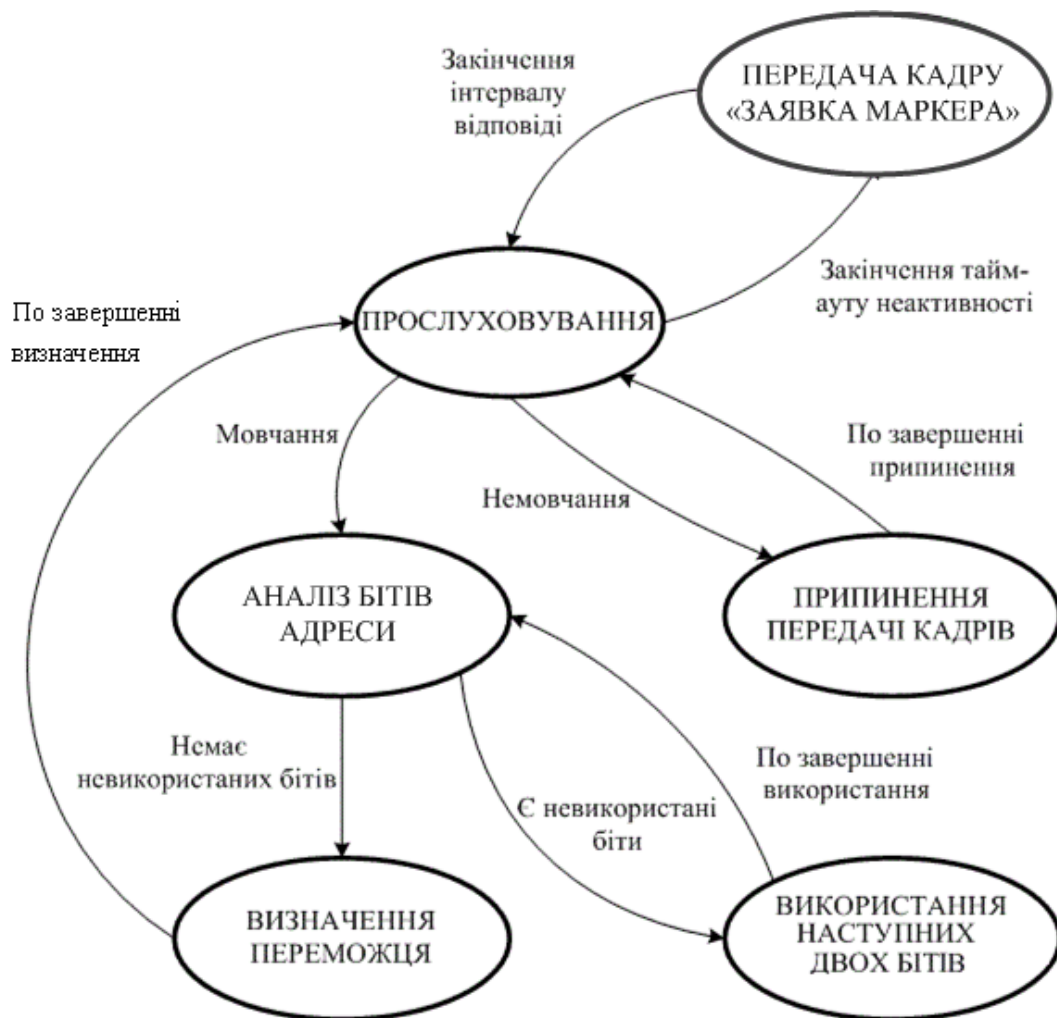 Закінчення
інтервалу
відповіді
ПЕРЕДАЧА КАДРУ
«ЗАЯВКА МАРКЕРА»
Закінчення тайм-
ауту неактивності
По завершенні
визначення
ПРОСЛУХОВУВАННЯ
Мовчання
Немовчання
По завершенні
припинення
АНАЛІЗ БІТІВ
АДРЕСИ
ПРИПИНЕННЯ
ПЕРЕДАЧІ КАДРІВ
Немає
невикористаних бітів
Є невикористані
біти
По завершенні
використання
ВИЗНАЧЕННЯ
ПЕРЕМОЖЦЯ
ВИКОРИСТАННЯ
НАСТУПНИХ
ДВОХ БІТІВ